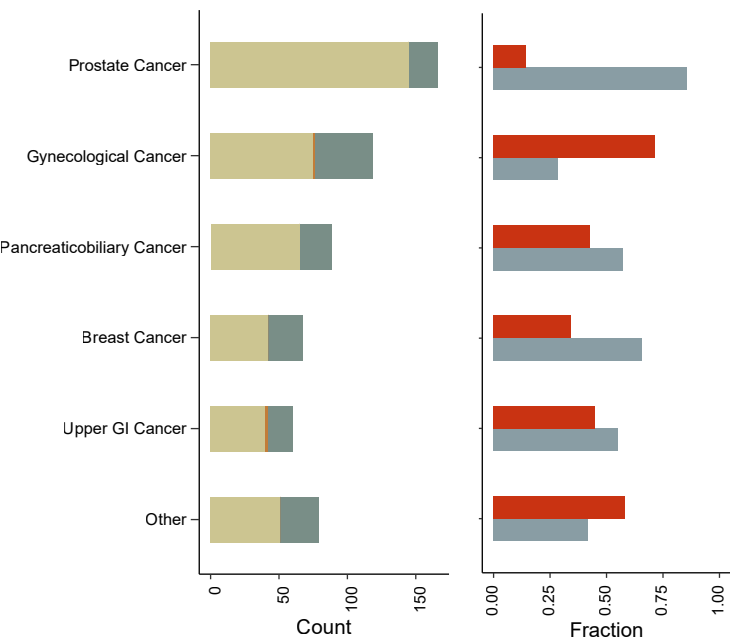 Prostate Cancer
Gynecological Cancer
Pancreaticobiliary Cancer
Breast Cancer
Upper GI Cancer
Other
0 50 100 150
Count
0.00 0.25 0.50 0.75 1.00
Fraction